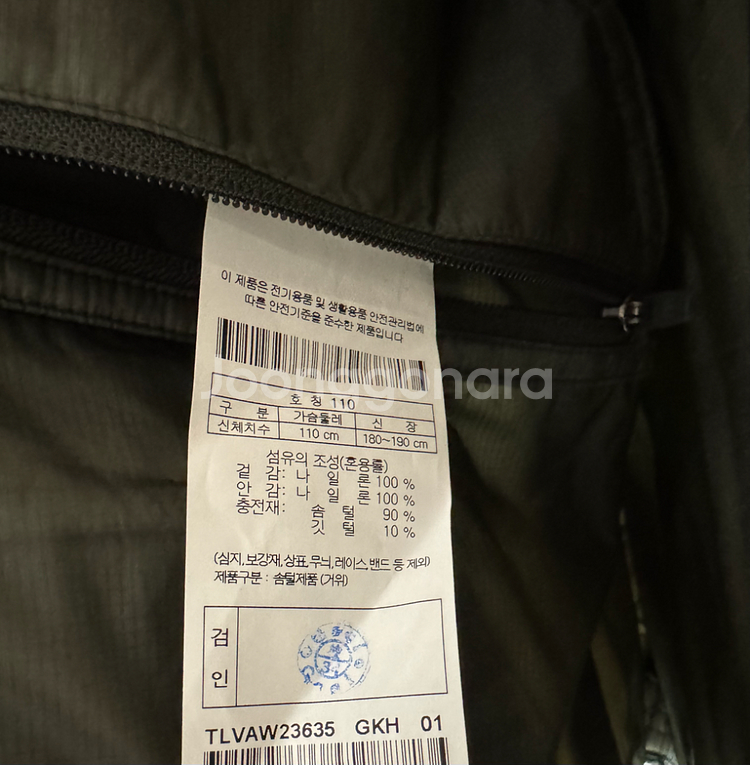 이 제품은 전기용품 및 생활용품 안전관리법에
따른 안전기준을 준수한 제품입니다
Joonggonara
호 칭 110
구 분 가슴둘레 신 장
신체치수 110 cm 180~190 cm
섬유의 조성(혼용률)
겉 감: 나 일 론 100 %
안 감: 나 일 론 100 %
충전재: 솜 털 90 %
깃 털 10 %
(심지,보강재,상표,무늬,레이스,밴드 등 제외)
제품구분 : 솜털제품 (거위)
검
인
TLVAW23635 GKH 01